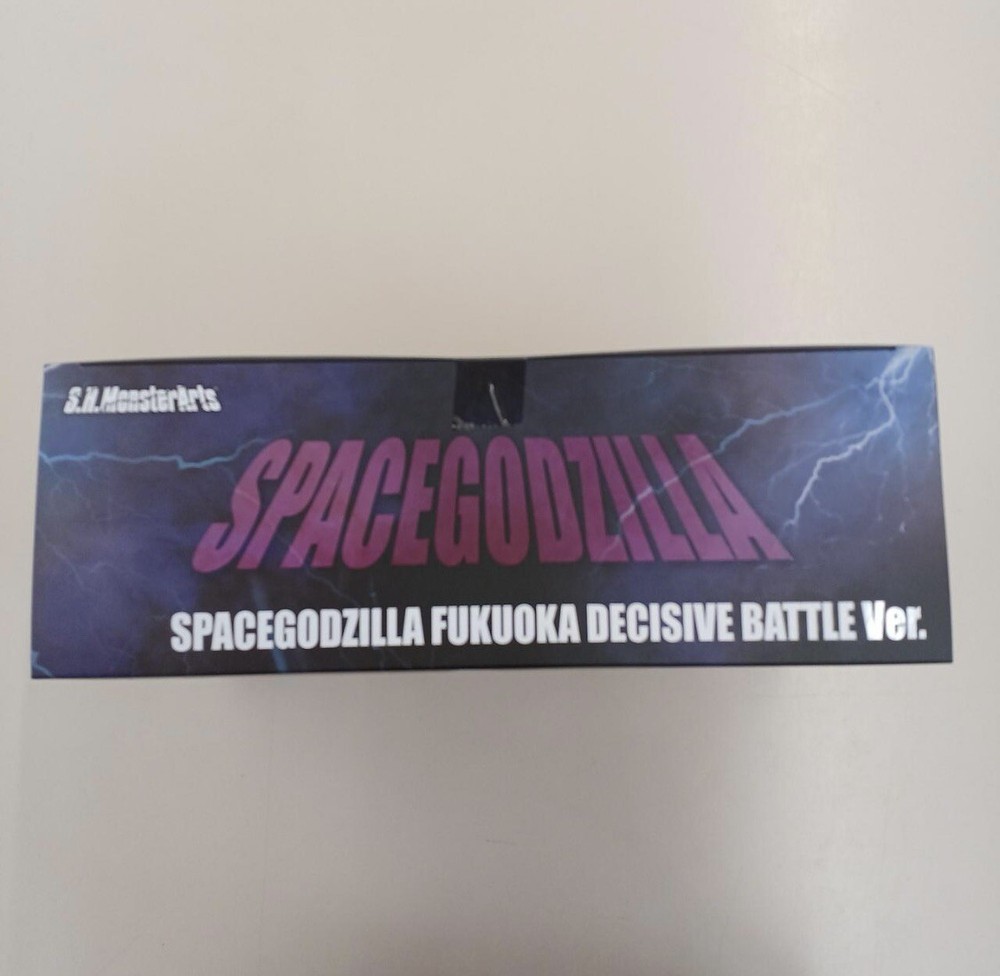 S.H.MonsterArts
SPACEGODZILLA
SPACEGODZILLA FUKUOKA DECISIVE BATTLE Ver.